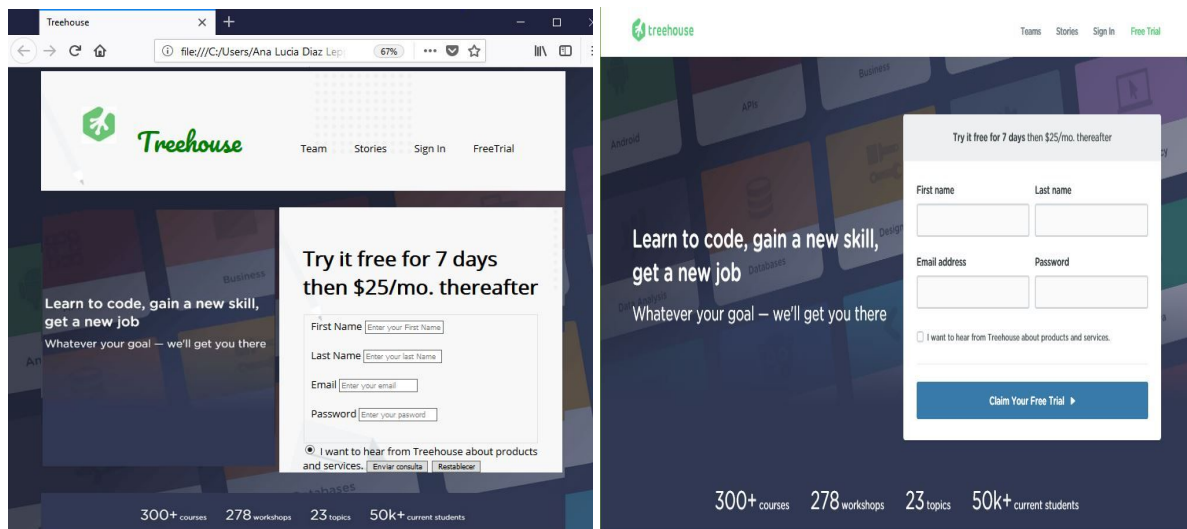 Treehouse
file:///C:/Users/Ana Lucia Diaz Lep
67%
Treehouse
Team Stories Sign In FreeTrial
Business
Learn to code, gain a new skill,
get a new job
Whatever your goal — we'll get you there
Try it free for 7 days
then $25/mo. thereafter
First Name Enter your First Name
Last Name Enter your last Name
Email Enter your email
Password Enter your pasword
I want to hear from Treehouse about products
and services. Enviar consulta Restablecer
Databases
300+ courses 278 workshops 23 topics 50K+ current students
treehouse
Teams Stories Sign In Free Trial
Business
APIs
Android
Try it free for 7 days then $25/mo. thereafter
First name Last name
Learn to code, gain a new skill,
get a new job
Whatever your goal — we'll get you there
Design
Databases
Data Analysis
Email address Password
I want to hear from Treehouse about products and services.
Claim Your Free Trial
300+ courses 278 workshops 23 topics 50k+ current students